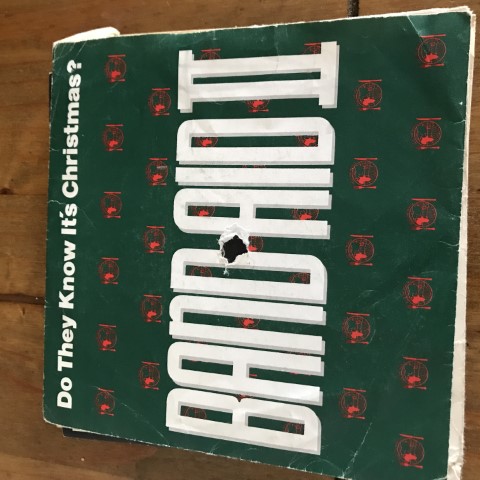 Do They Know It's Christmas?
BAND AID II